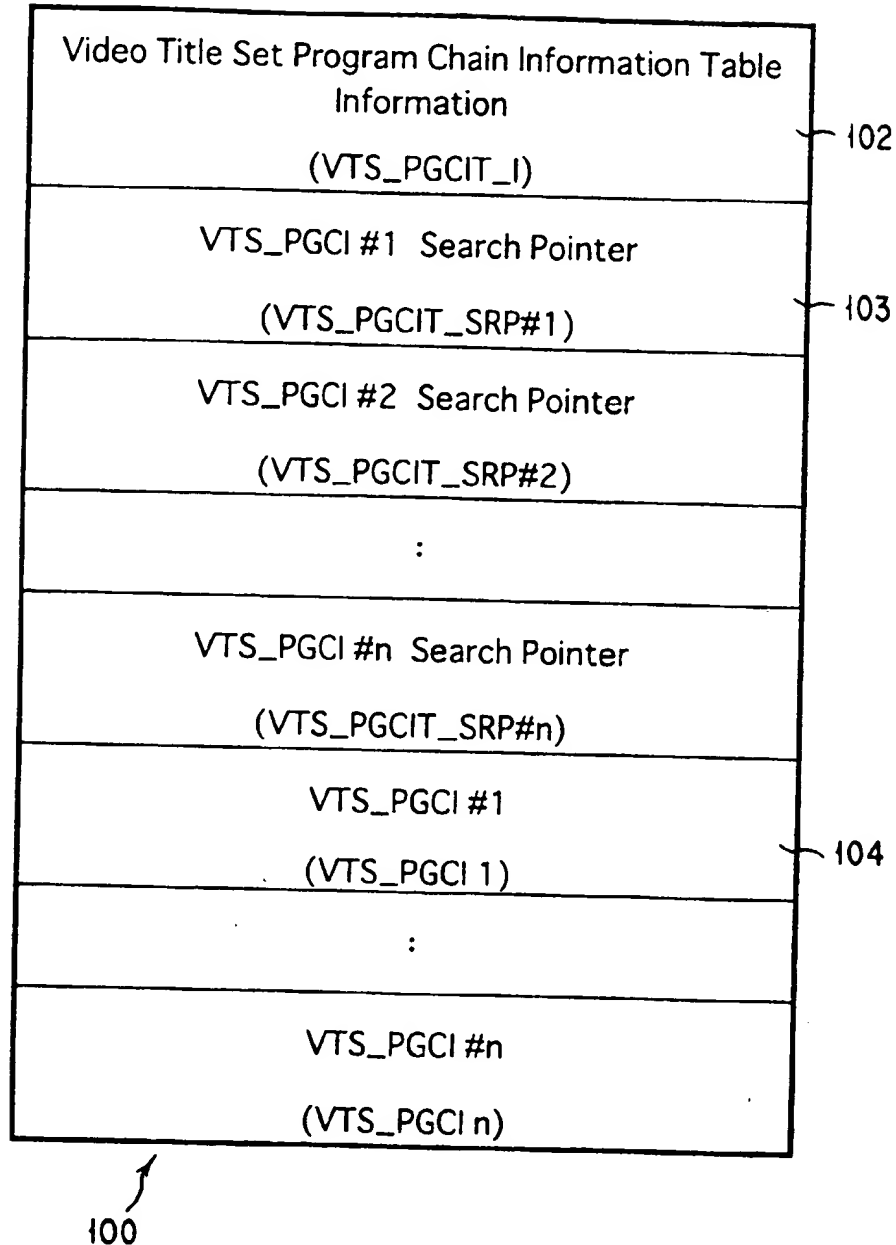 Video Title Set Program Chain Information Table
Information
(VTS_PGCIT_I)
102
VTS_PGCI #1 Search Pointer
(VTS_PGCIT_SRP#1)
103
VTS_PGCI #2 Search Pointer
(VTS_PGCIT_SRP#2)
:
VTS_PGCI #n Search Pointer
(VTS_PGCIT_SRP#n)
VTS_PGCI #1
(VTS_PGCI 1)
104
:
VTS_PGCI #n
(VTS_PGCI n)
100